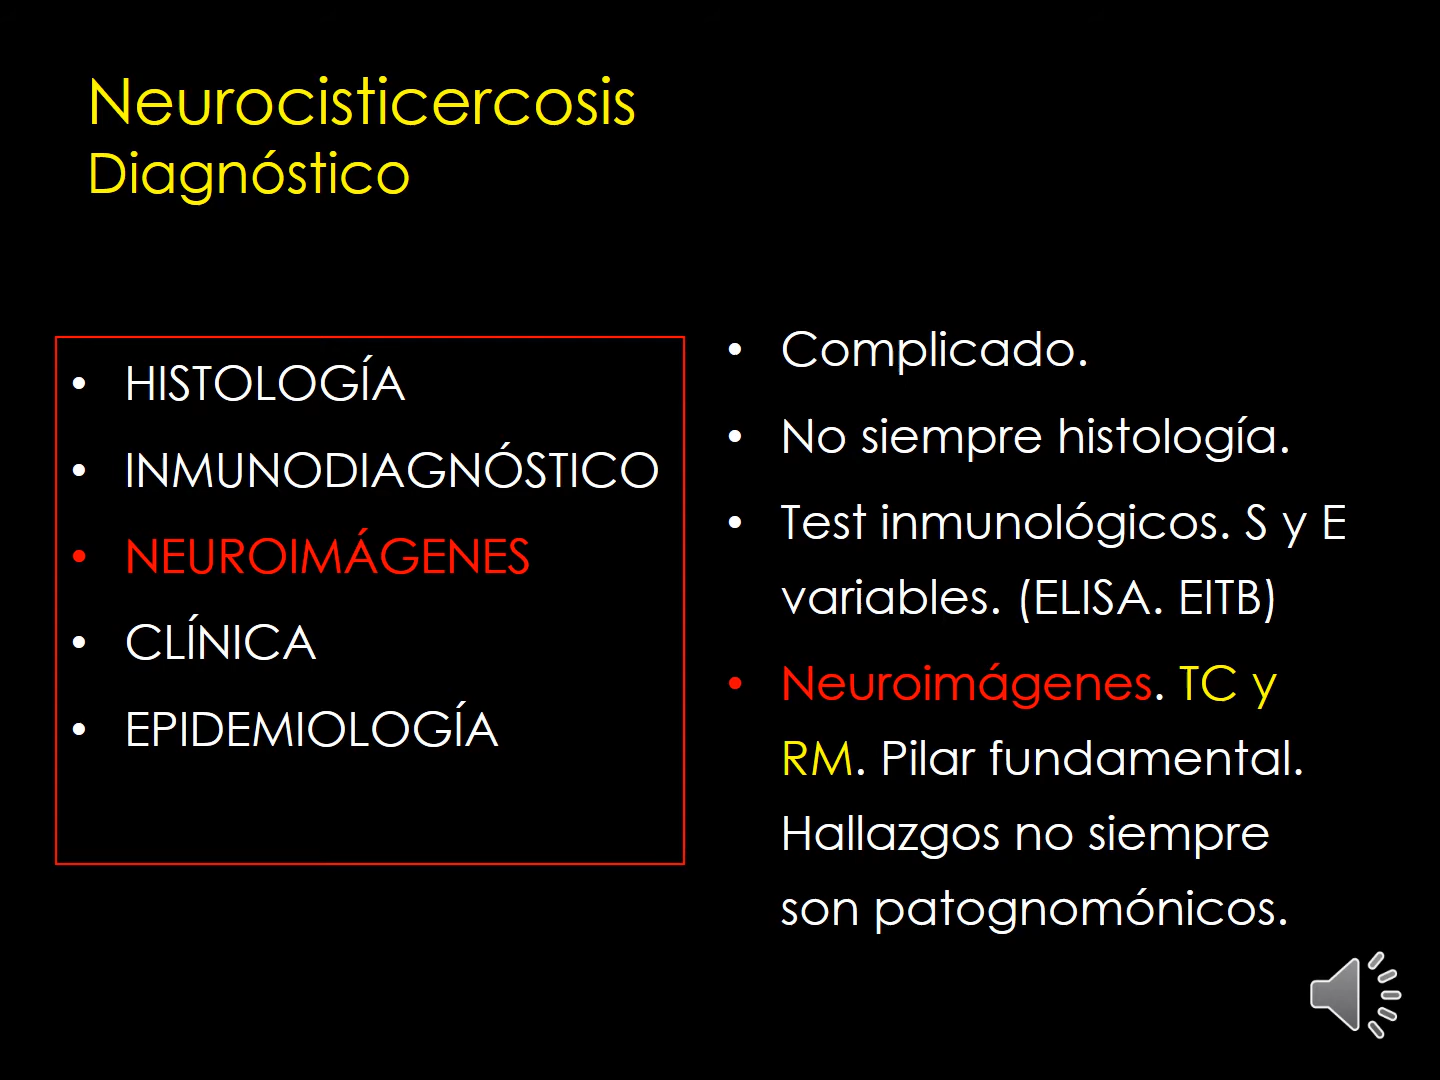 Neurocisticercosis
Diagnóstico
• HISTOLOGÍA
• INMUNODIAGNÓSTICO
• NEUROIMÁGENES
• CLÍNICA
• EPIDEMIOLOGÍA
• Complicado.
• No siempre histología.
• Test inmunológicos. S y E
variables. (ELISA. EITB)
• Neuroimágenes. TC y
RM. Pilar fundamental.
Hallazgos no siempre
son patognomónicos.